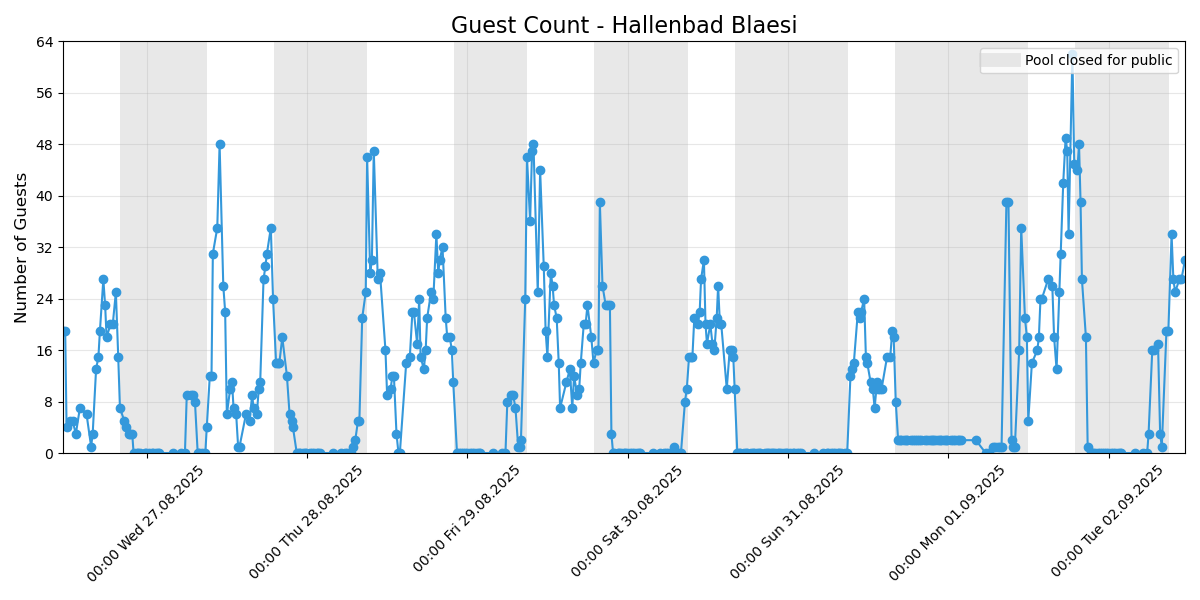 Guest Count - Hallenbad Blaesi
Number of Guests
64
56
48
40
32
24
16
8
0
Pool closed for public
00:00 Wed 27.08.2025
00:00 Thu 28.08.2025
00:00 Fri 29.08.2025
00:00 Sat 30.08.2025
00:00 Sun 31.08.2025
00:00 Mon 01.09.2025
00:00 Tue 02.09.2025